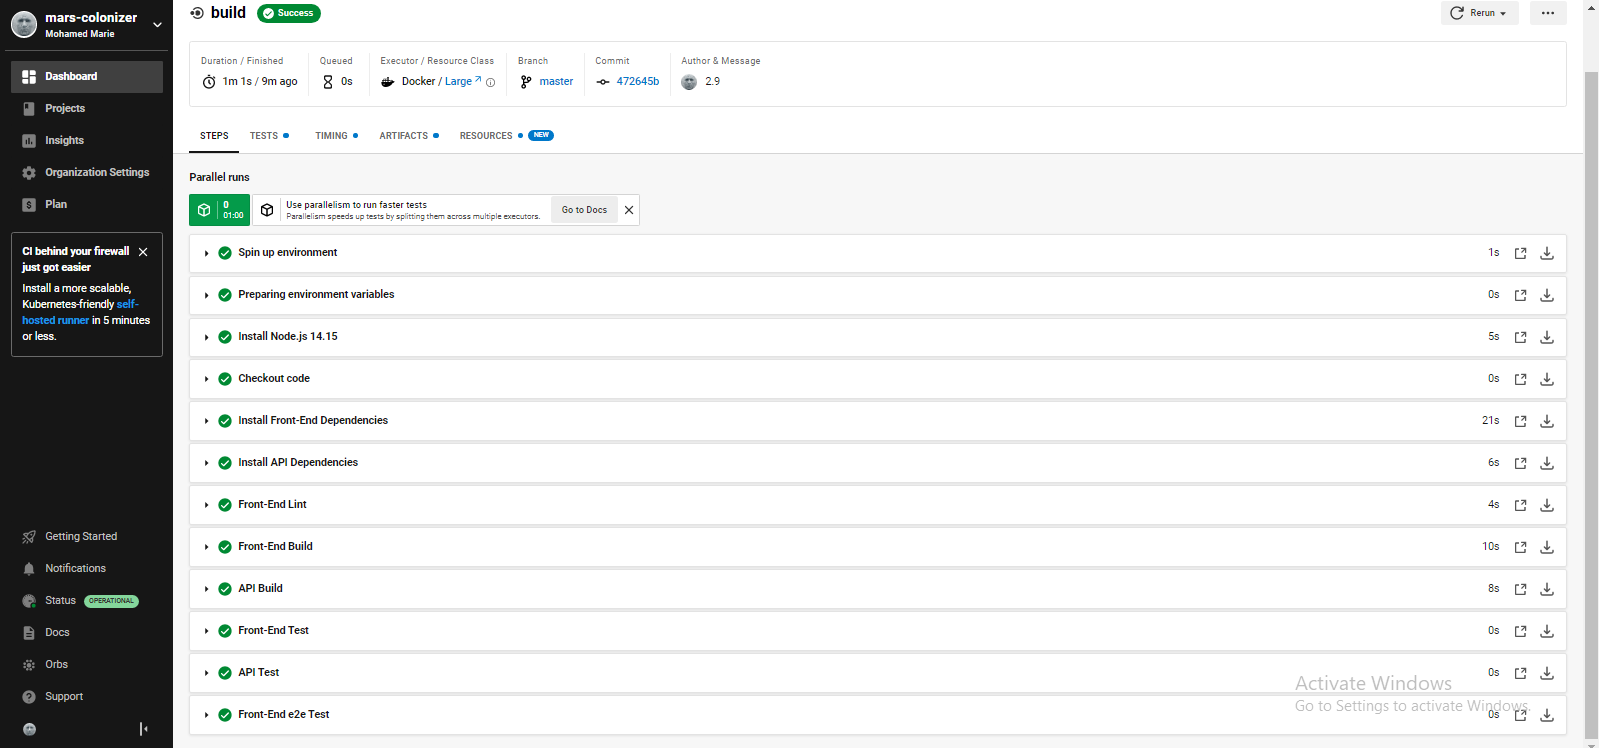 mars-colonizer
Mohamed Marie
Dashboard
Projects
Insights
Organization Settings
Plan
CI behind your firewall
just got easier
Install a more scalable,
Kubernetes-friendly self-
hosted runner in 5 minutes
or less.
Getting Started
Notifications
Status OPERATIONAL
Docs
Orbs
Support
build Success
Rerun
Duration / Finished Queued Executor / Resource Class Branch Commit Author & Message
1m 1s / 9m ago 0s Docker / Large master 472645b 2.9
STEPS TESTS TIMING ARTIFACTS RESOURCES NEW
Parallel runs
0
01:00
Use parallelism to run faster tests
Parallelism speeds up tests by splitting them across multiple executors.
Go to Docs
Spin up environment 1s
Preparing environment variables 0s
Install Node.js 14.15 5s
Checkout code 0s
Install Front-End Dependencies 21s
Install API Dependencies 6s
Front-End Lint 4s
Front-End Build 10s
API Build 8s
Front-End Test 0s
API Test 0s
Front-End e2e Test 0s
Activate Windows
Go to Settings to activate Windows.